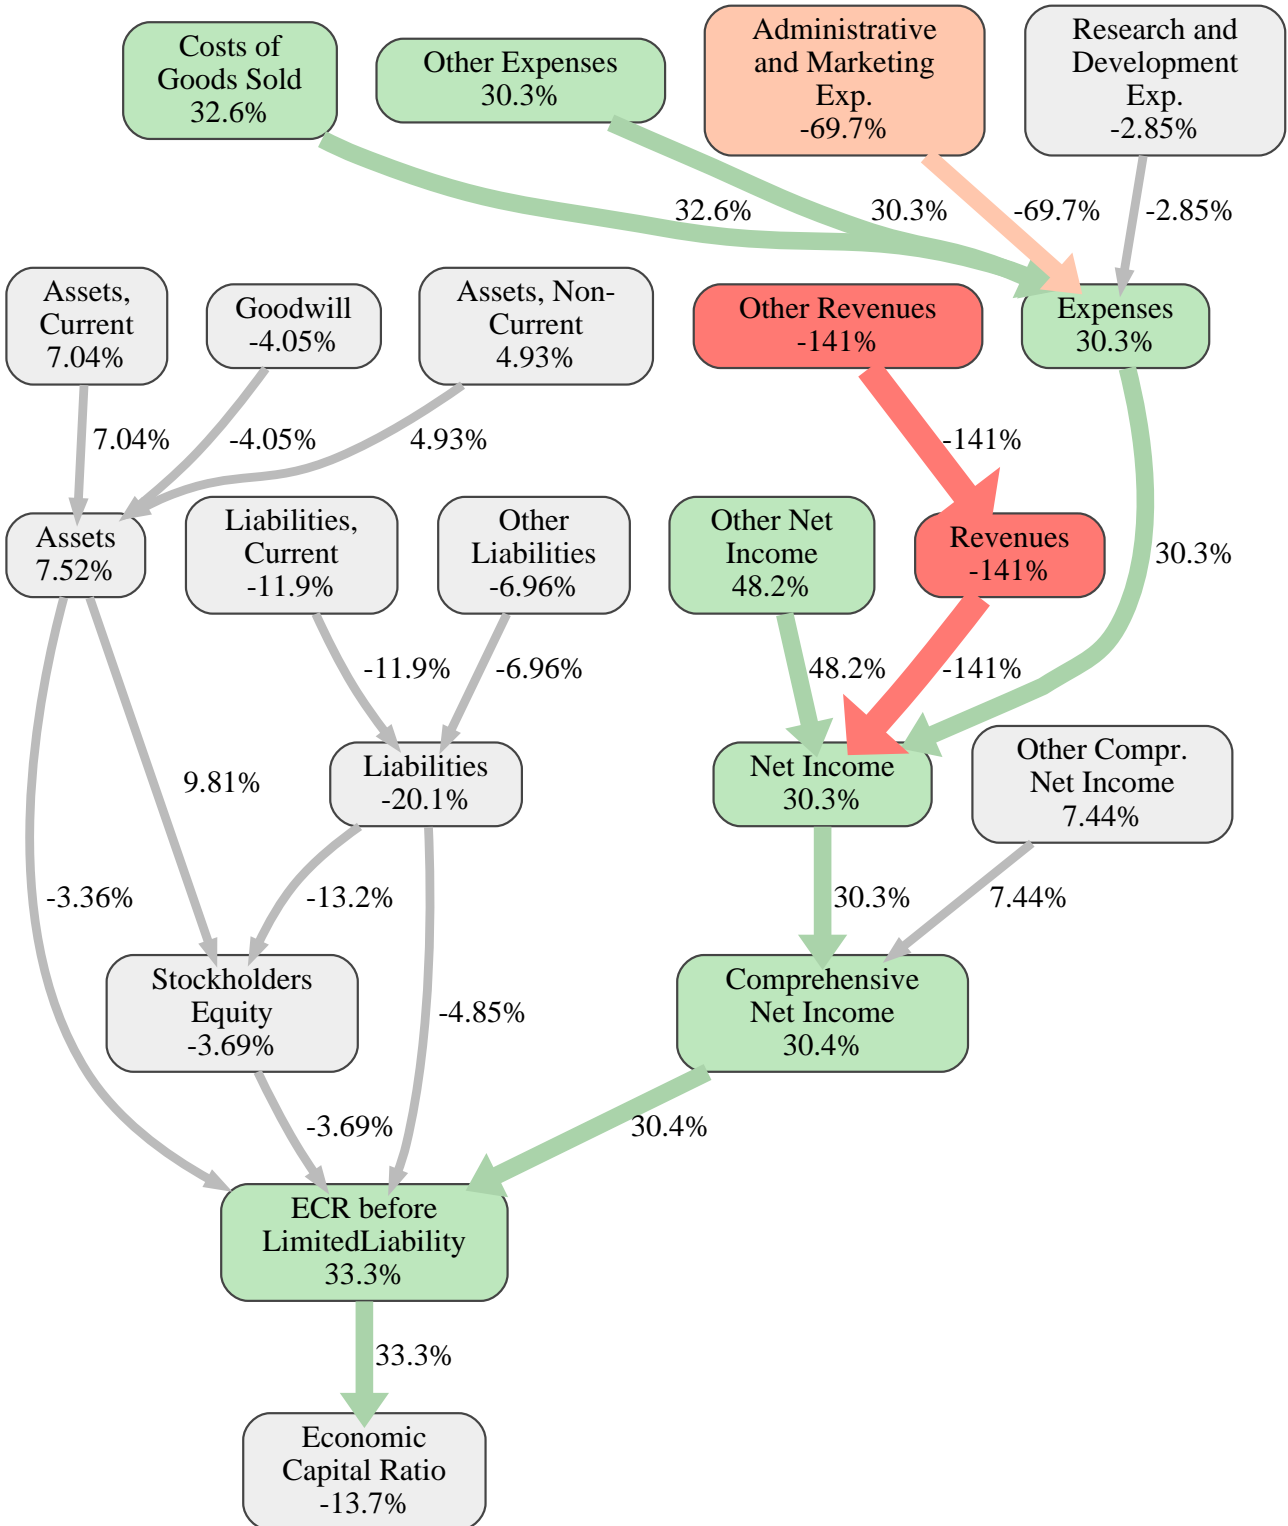 Costs of
Goods Sold
32.6%
Other Expenses
30.3%
Administrative
and Marketing
Exp.
-69.7%
Research and
Development
Exp.
-2.85%
32.6%
30.3%
-69.7%
-2.85%
Assets,
Current
7.04%
Goodwill
-4.05%
Assets, Non-
Current
4.93%
Other Revenues
-141%
Expenses
30.3%
7.04%
-4.05%
4.93%
-141%
Assets
7.52%
Liabilities,
Current
-11.9%
Other
Liabilities
-6.96%
Other Net
Income
48.2%
Revenues
-141%
30.3%
-11.9%
-6.96%
48.2%
-141%
9.81%
Liabilities
-20.1%
Net Income
30.3%
Other Compr.
Net Income
7.44%
-3.36%
-13.2%
30.3%
7.44%
Stockholders
Equity
-3.69%
-4.85%
Comprehensive
Net Income
30.4%
-3.69%
30.4%
ECR before
LimitedLiability
33.3%
33.3%
Economic
Capital Ratio
-13.7%